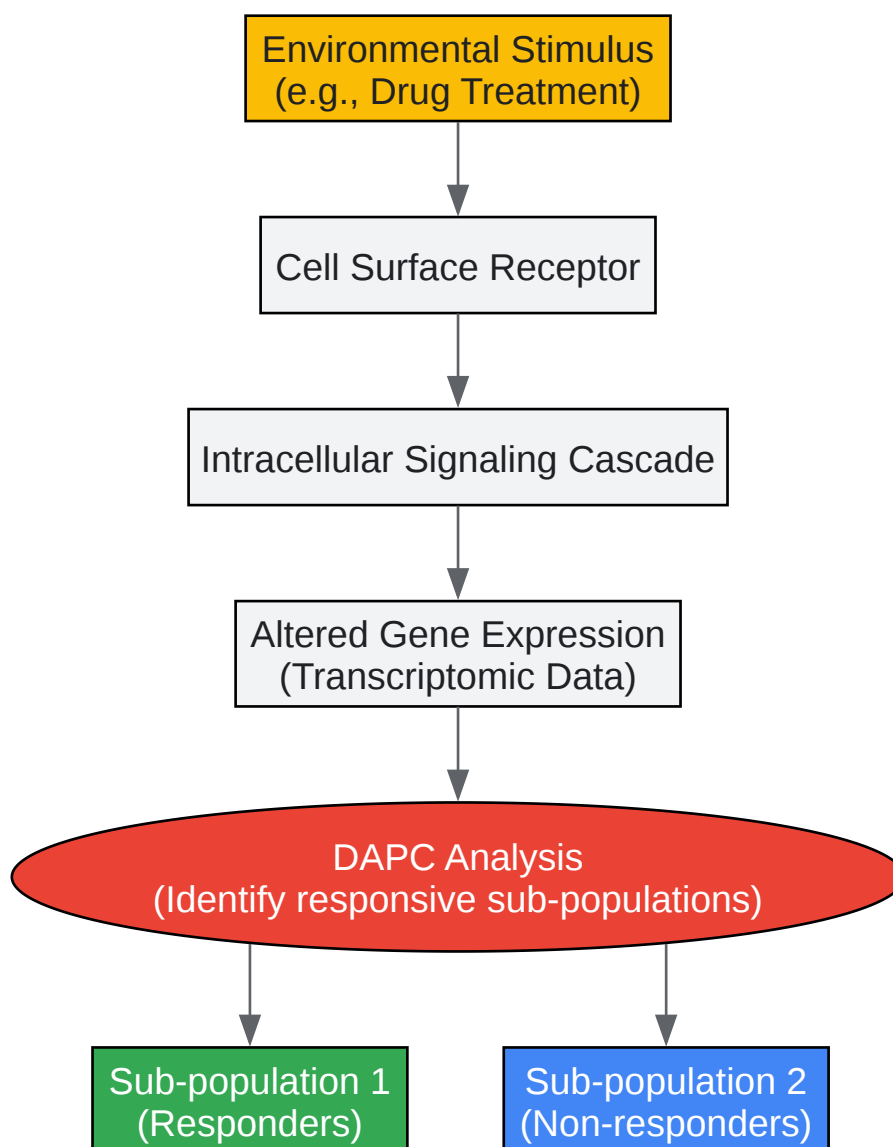 Environmental Stimulus
(e.g., Drug Treatment)
Cell Surface Receptor
Intracellular Signaling Cascade
Altered Gene Expression
(Transcriptomic Data)
DAPC Analysis
(Identify responsive sub-populations)
Sub-population 1
(Responders)
Sub-population 2
(Non-responders)